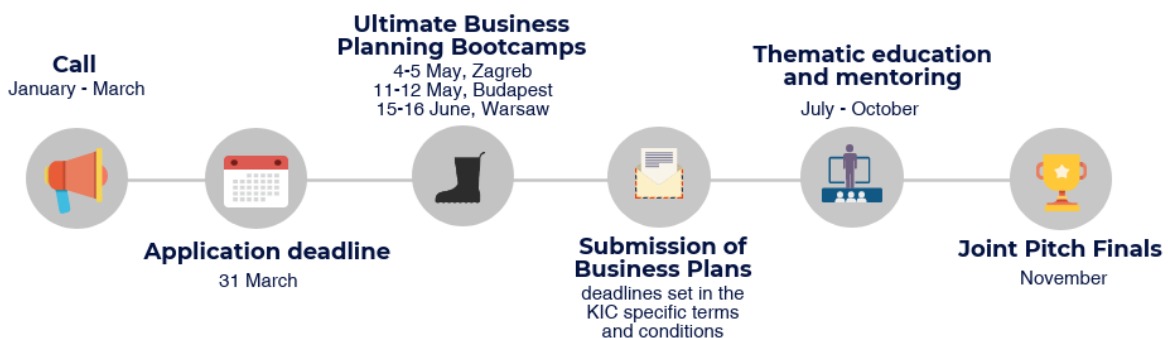 Call
January - March
Application deadline
31 March
Ultimate Business
Planning Bootcamps
4-5 May, Zagreb
11-12 May, Budapest
15-16 June, Warsaw
Submission of
Business Plans
deadlines set in the
KIC specific terms
and conditions
Thematic education
and mentoring
July - October
Joint Pitch Finals
November